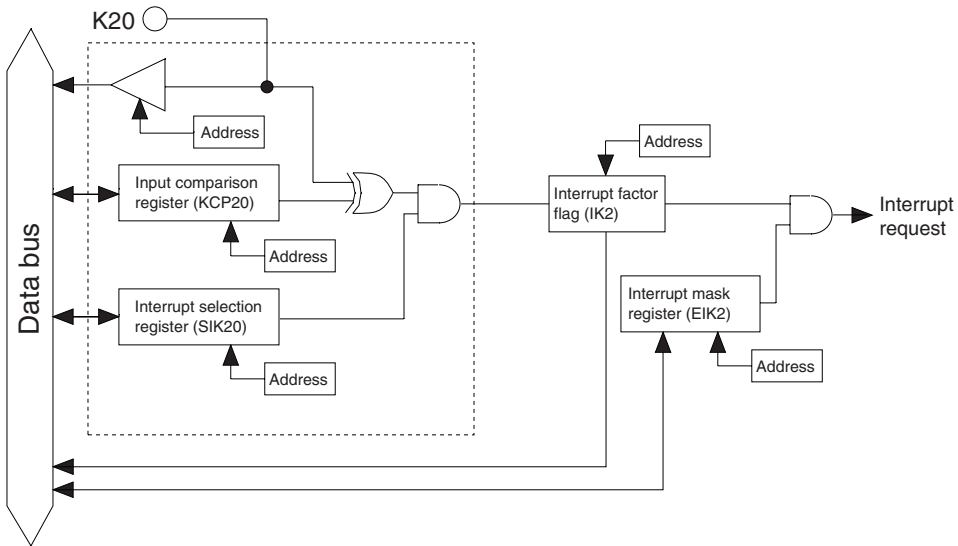 K20
Address
Input comparison
register (KCP20)
Address
Interrupt selection
register (SIK20)
Address
Data bus
Address
Interrupt factor
flag (IK2)
Interrupt
request
Interrupt mask
register (EIK2)
Address